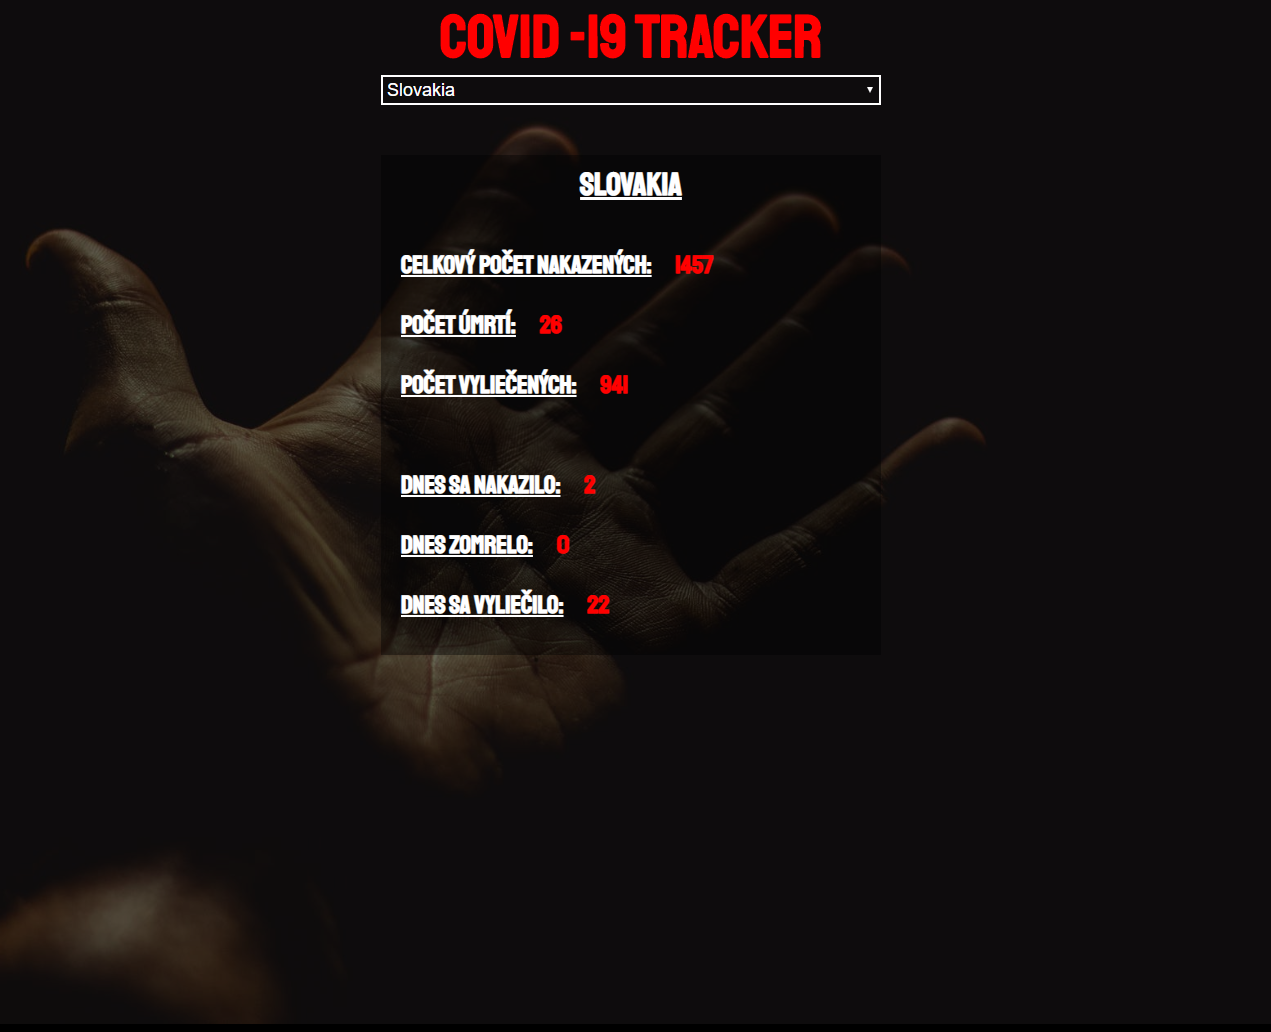 COVID -19 TRACKER
Slovakia
SLOVAKIA
CELKOVÝ POČET NAKAZENÝCH: 1457
POČET ÚMRTÍ: 26
POČET VYLIEČENÝCH: 941
DNES SA NAKAZILO: 2
DNES ZOMRELO: 0
DNES SA VYLIEČILO: 22